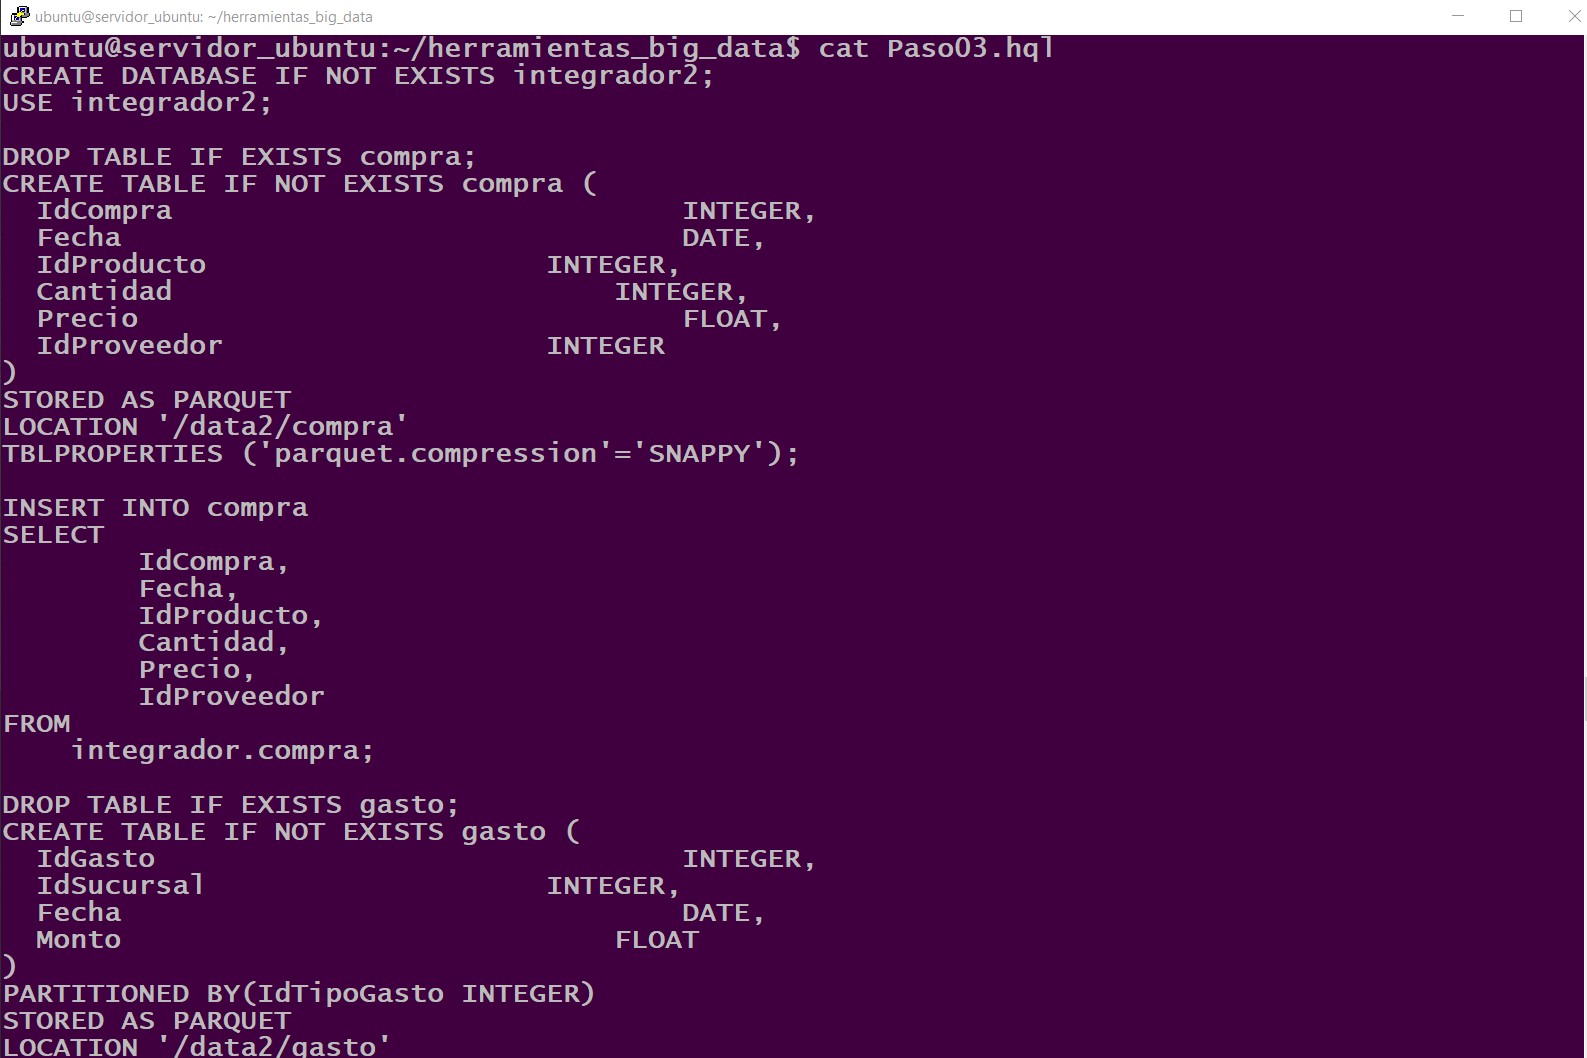 ubuntu@servidor_ubuntu: ~/herramientas_big_data
ubuntu@servidor_ubuntu:~/herramientas_big_data$ cat Paso03.hql
CREATE DATABASE IF NOT EXISTS integrador2;
USE integrador2;

DROP TABLE IF EXISTS compra;
CREATE TABLE IF NOT EXISTS compra (
  IdCompra                              INTEGER,
  Fecha                                 DATE,
  IdProducto                    INTEGER,
  Cantidad                          INTEGER,
  Precio                                FLOAT,
  IdProveedor                   INTEGER
)
STORED AS PARQUET
LOCATION '/data2/compra'
TBLPROPERTIES ('parquet.compression'='SNAPPY');

INSERT INTO compra
SELECT
        IdCompra,
        Fecha,
        IdProducto,
        Cantidad,
        Precio,
        IdProveedor
FROM
    integrador.compra;

DROP TABLE IF EXISTS gasto;
CREATE TABLE IF NOT EXISTS gasto (
  IdGasto                               INTEGER,
  IdSucursal                    INTEGER,
  Fecha                                 DATE,
  Monto                             FLOAT
)
PARTITIONED BY(IdTipoGasto INTEGER)
STORED AS PARQUET
LOCATION '/data2/gasto'